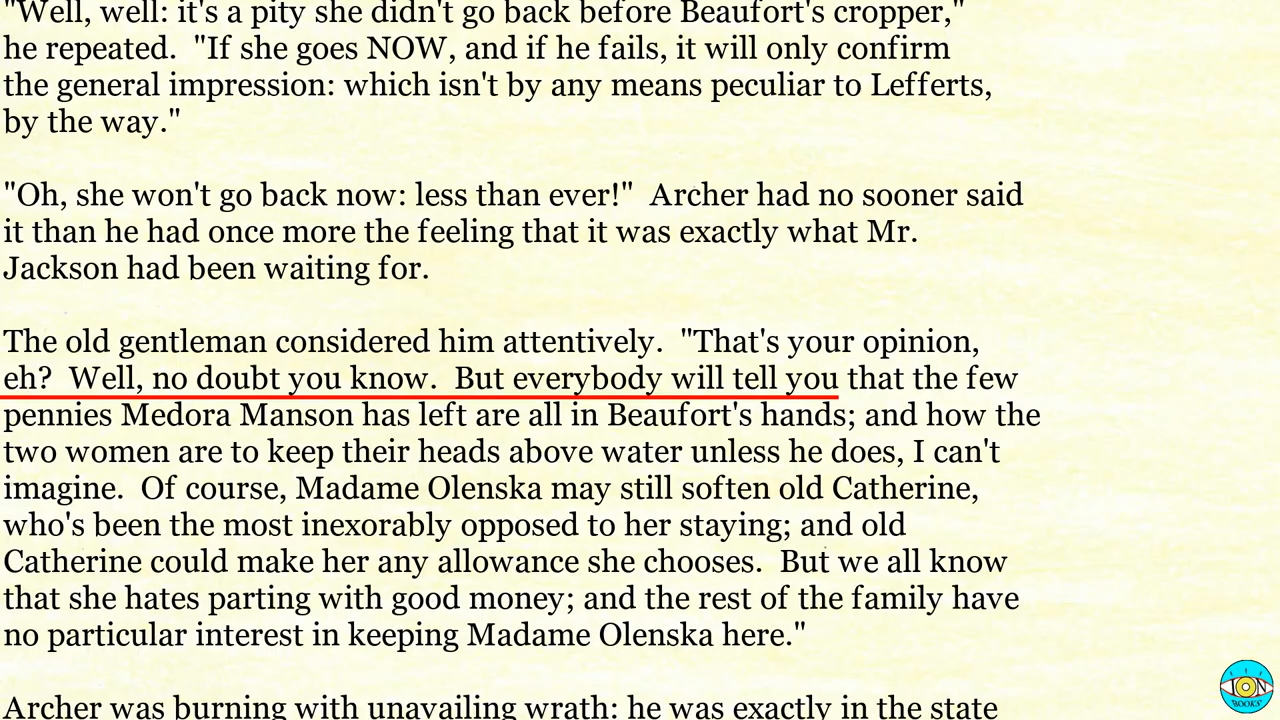 "Well, well: it's a pity she didn't go back before Beaufort's cropper,"
he repeated.  "If she goes NOW, and if he fails, it will only confirm
the general impression: which isn't by any means peculiar to Lefferts,
by the way."
"Oh, she won't go back now: less than ever!"  Archer had no sooner said
it than he had once more the feeling that it was exactly what Mr.
Jackson had been waiting for.
The old gentleman considered him attentively.  "That's your opinion,
eh?  Well, no doubt you know.  But everybody will tell you that the few
pennies Medora Manson has left are all in Beaufort's hands; and how the
two women are to keep their heads above water unless he does, I can't
imagine.  Of course, Madame Olenska may still soften old Catherine,
who's been the most inexorably opposed to her staying; and old
Catherine could make her any allowance she chooses.  But we all know
that she hates parting with good money; and the rest of the family have
no particular interest in keeping Madame Olenska here."
Archer was burning with unavailing wrath: he was exactly in the state
ION
BOOKS